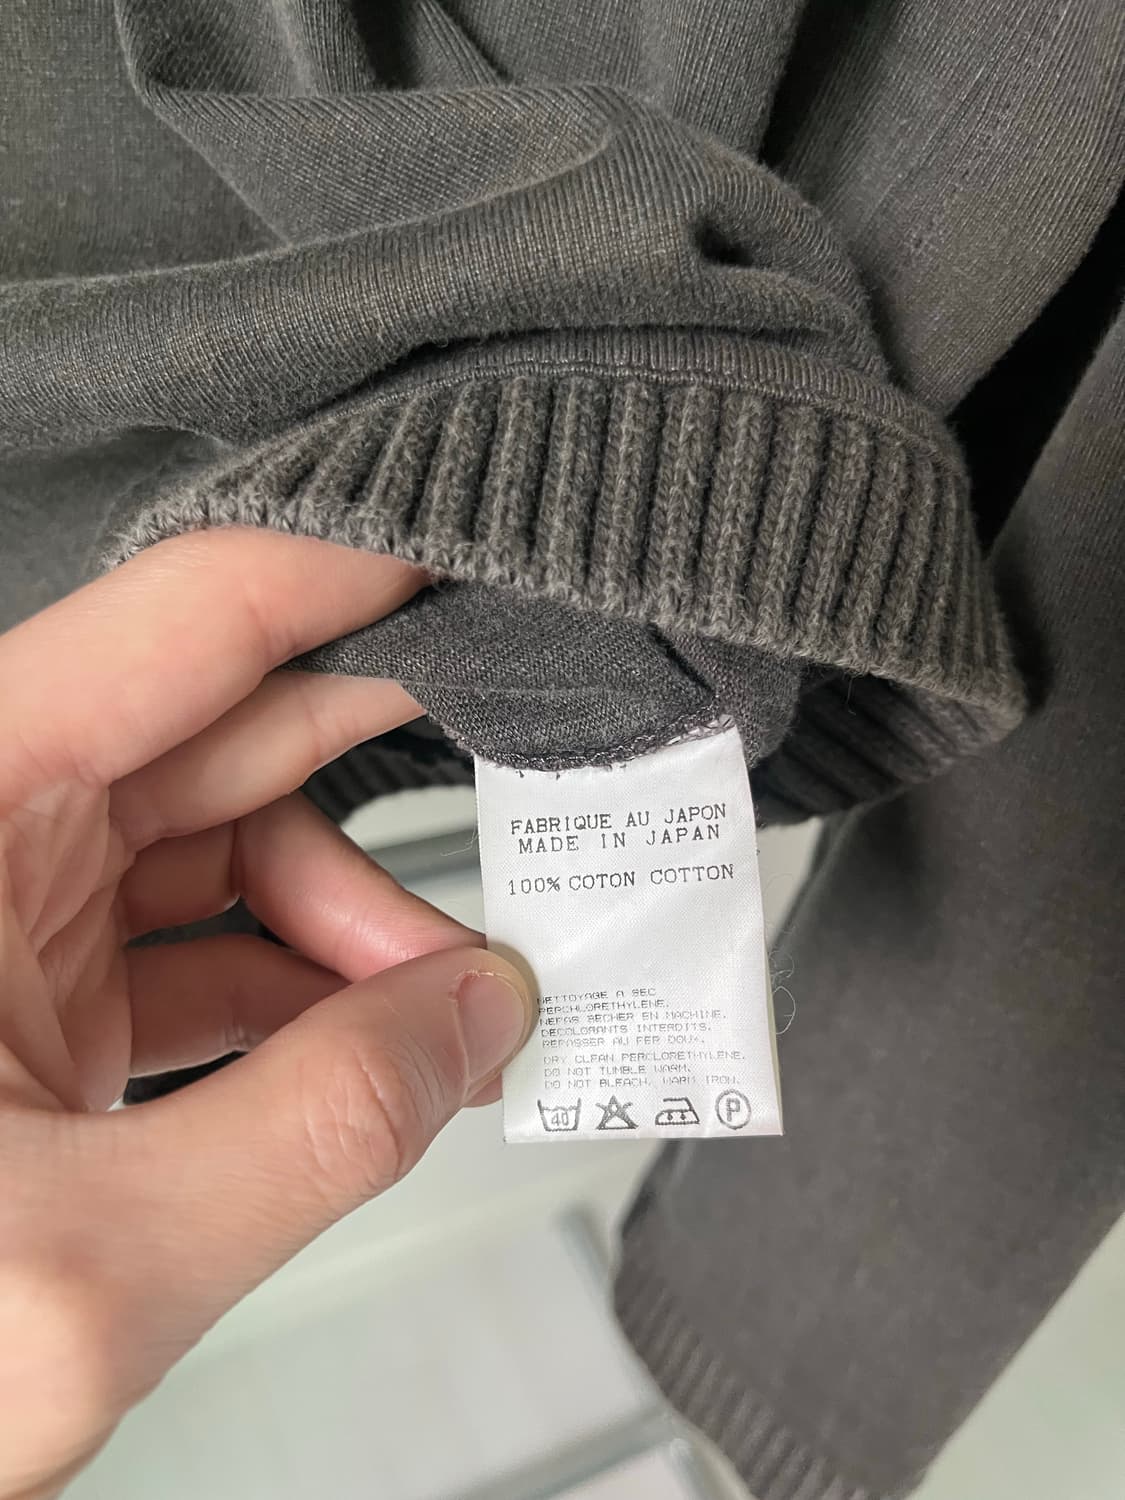 FABRIQUE AU JAPON
MADE IN JAPAN
100% COTON COTTON
NETTOYAGE A SEC
PERCHLORETHYLENE.
NEPAS SECHER EN MACHINE.
DECOLORANTS INTERDITS.
REPASSER AU FER DOUX.
DRY CLEAN PERCLORETHYLENE.
DO NOT TUMBLE WARM.
DO NOT BLEACH. WARM IRON.
40 P